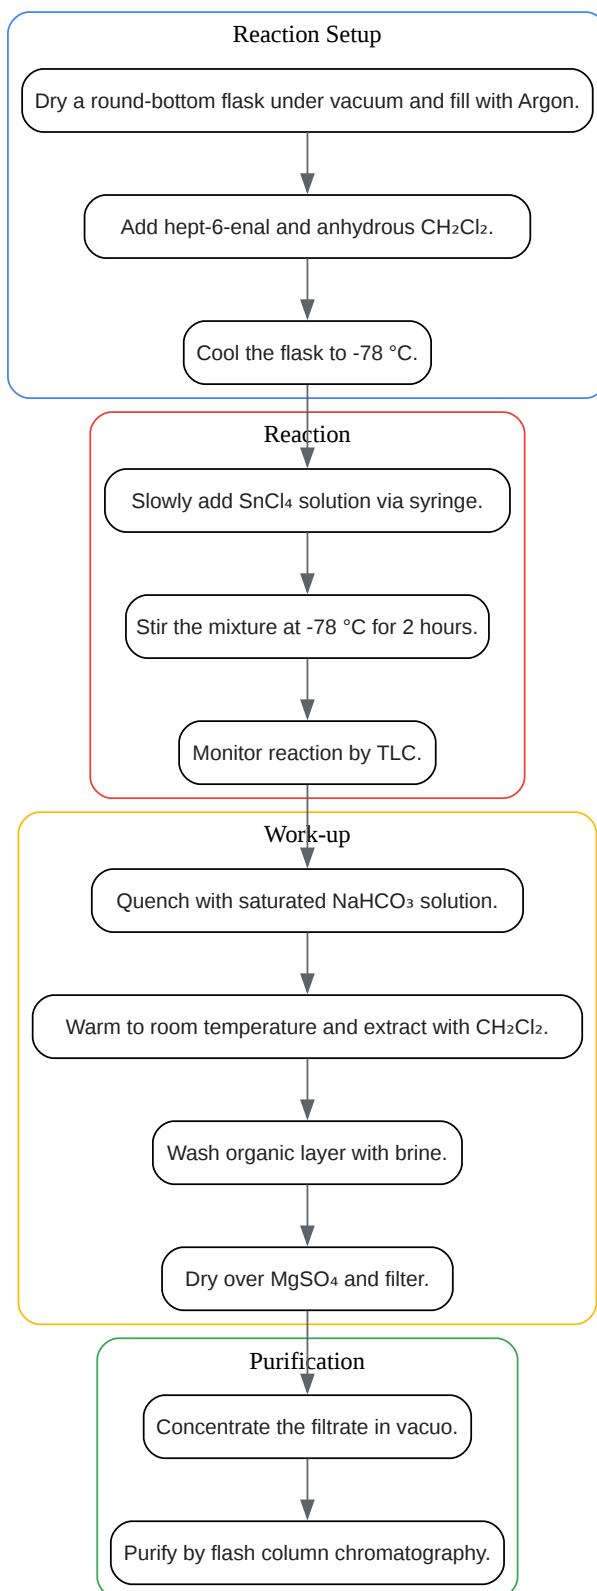 Reaction Setup
Dry a round-bottom flask under vacuum and fill with Argon.
Add hept-6-enal and anhydrous CH₂Cl₂.
Cool the flask to -78 °C.
Reaction
Slowly add SnCl₄ solution via syringe.
Stir the mixture at -78 °C for 2 hours.
Monitor reaction by TLC.
Work-up
Quench with saturated NaHCO₃ solution.
Warm to room temperature and extract with CH₂Cl₂.
Wash organic layer with brine.
Dry over MgSO₄ and filter.
Purification
Concentrate the filtrate in vacuo.
Purify by flash column chromatography.